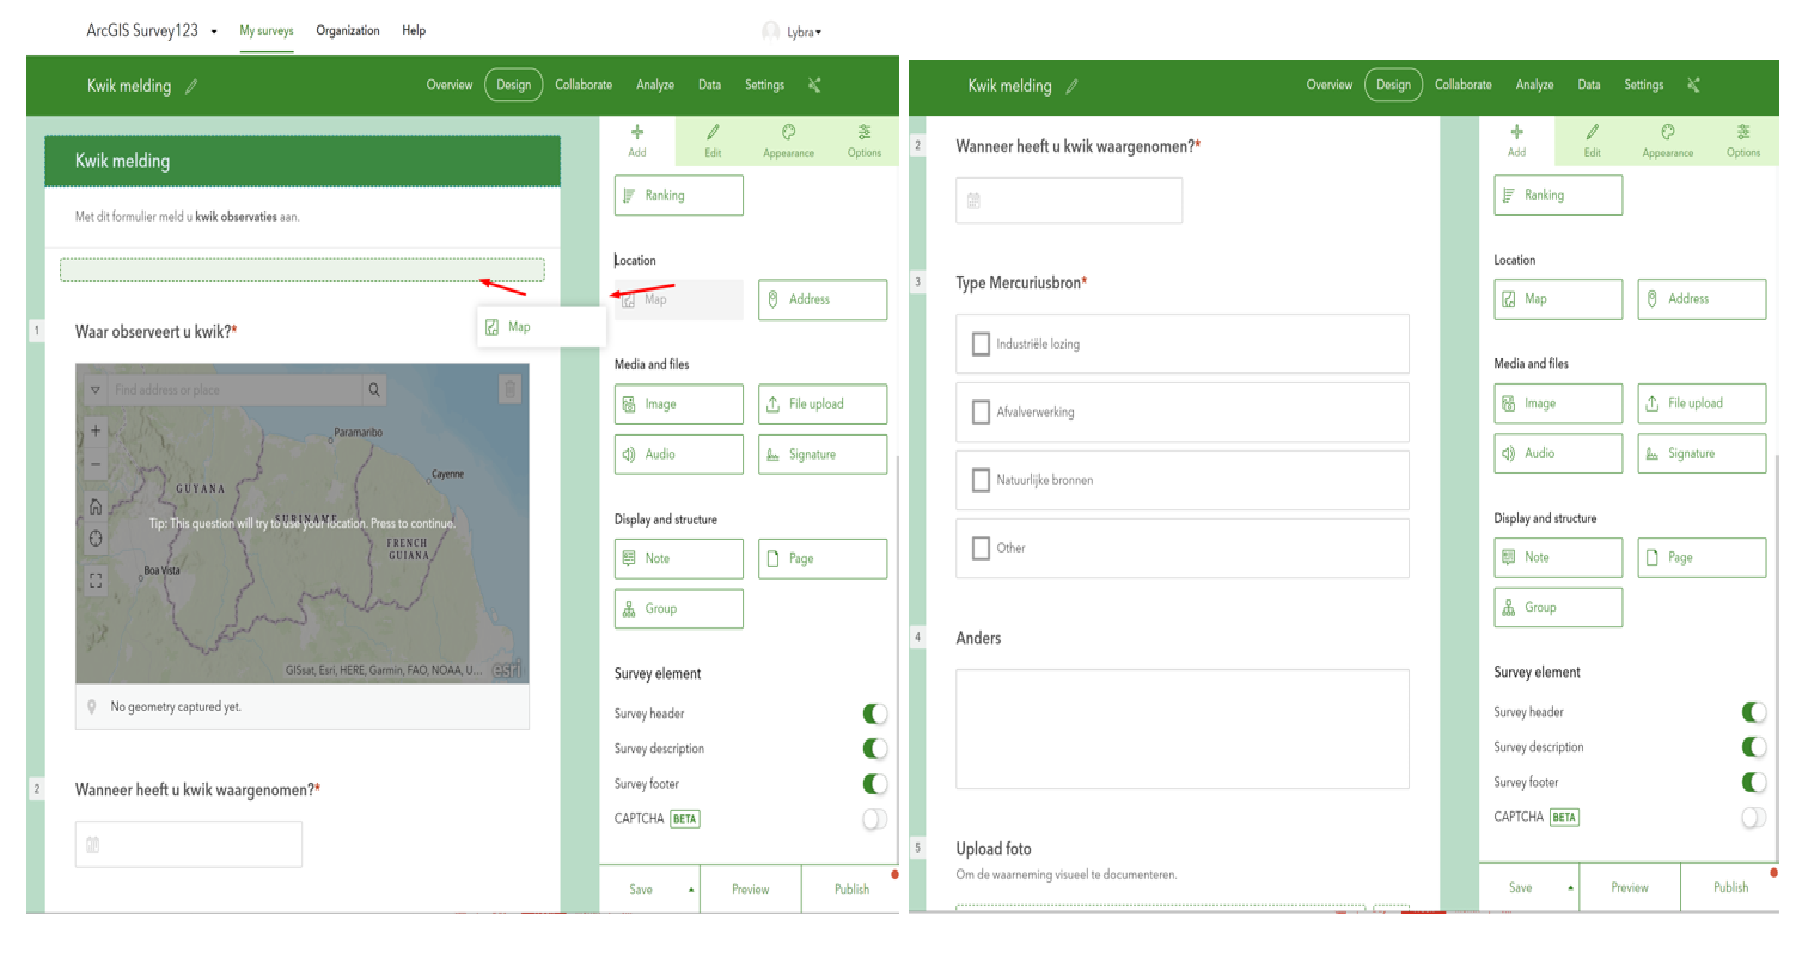 ArcGIS Survey123
My surveys
Organization
Help
Lybra
Kwik melding
Overview
Design
Collaborate
Analyze
Data
Settings
Kwik melding
Met dit formulier meld u kwik observaties aan.
Map
1
Waar observeert u kwik?*
Find address or place
Paramaribo
Cayenne
GUYANA
SURINAME
Tip: This question will try to use your location. Press to continue.
FRENCH
GUIANA
Boa Vista
GISsat, Esri, HERE, Garmin, FAO, NOAA, U...
esri
No geometry captured yet.
2
Wanneer heeft u kwik waargenomen?*
Add
Edit
Appearance
Options
Ranking
Location
Map
Address
Media and files
Image
File upload
Audio
Signature
Display and structure
Note
Page
Group
Survey element
Survey header
Survey description
Survey footer
CAPTCHA BETA
Save
Preview
Publish
Kwik melding
Overview
Design
Collaborate
Analyze
Data
Settings
2
Wanneer heeft u kwik waargenomen?*
3
Type Mercuriusbron*
Industriële lozing
Afvalverwerking
Natuurlijke bronnen
Other
4
Anders
5
Upload foto
Om de waarneming visueel te documenteren.
Add
Edit
Appearance
Options
Ranking
Location
Map
Address
Media and files
Image
File upload
Audio
Signature
Display and structure
Note
Page
Group
Survey element
Survey header
Survey description
Survey footer
CAPTCHA BETA
Save
Preview
Publish